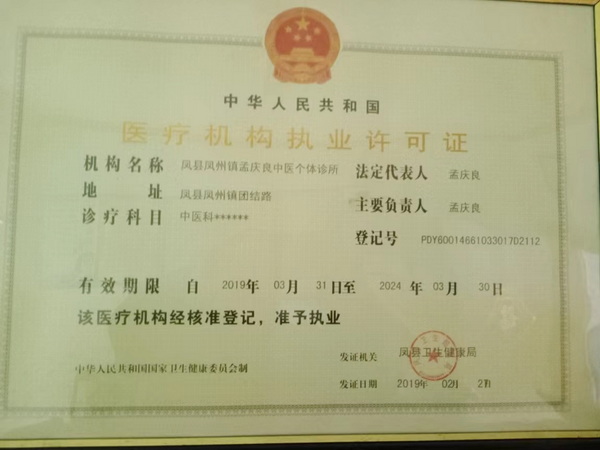 中华人民共和国
医疗机构执业许可证
机构名称 凤县凤州镇孟庆良中医个体诊所 法定代表人 孟庆良
地址 凤县凤州镇团结路 主要负责人 孟庆良
诊疗科目 中医科******
登记号 PDY60014661033017D2112
有效期限 自 2019年 03月 31日至 2024 年 03月 30日
该医疗机构经核准登记，准予执业
发证机关 凤县卫生健康局
中华人民共和国国家卫生健康委员会制
发证日期 2019年 02月